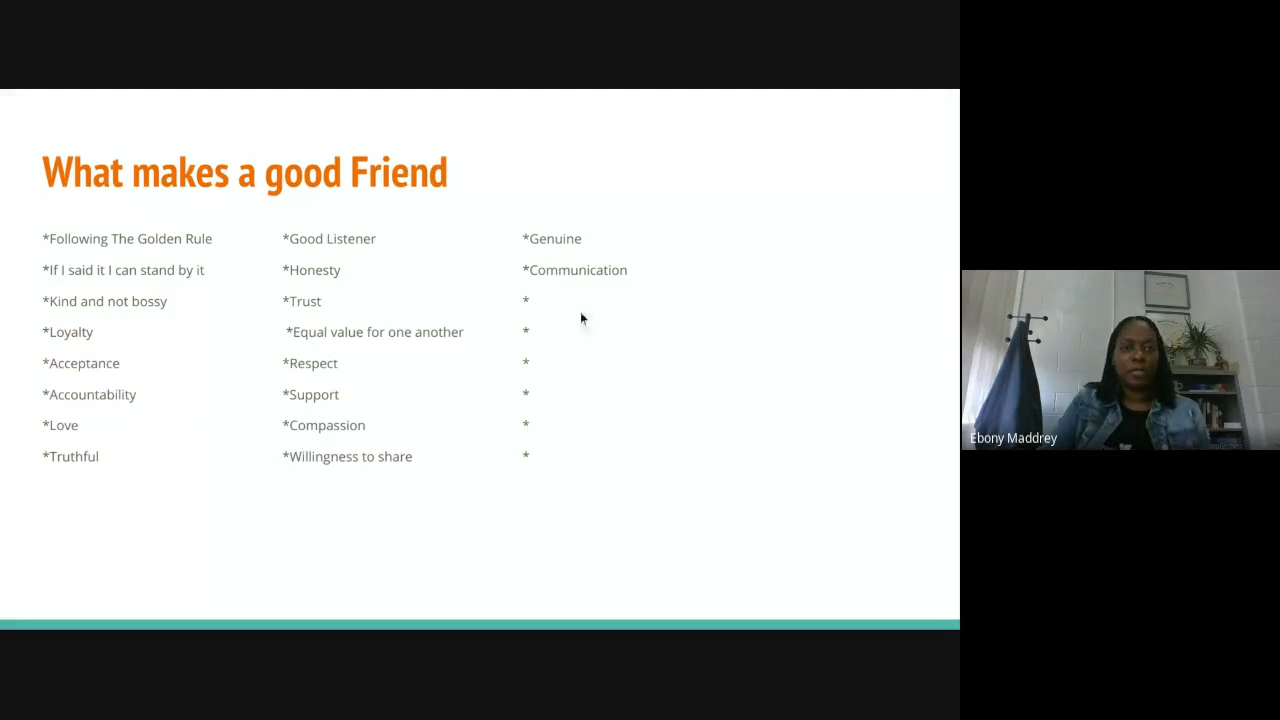 What makes a good Friend
*Following The Golden Rule
*If I said it I can stand by it
*Kind and not bossy
*Loyalty
*Acceptance
*Accountability
*Love
*Truthful
*Good Listener
*Honesty
*Trust
*Equal value for one another
*Respect
*Support
*Compassion
*Willingness to share
*Genuine
*Communication
*
*
*
*
*
*
Ebony Maddrey